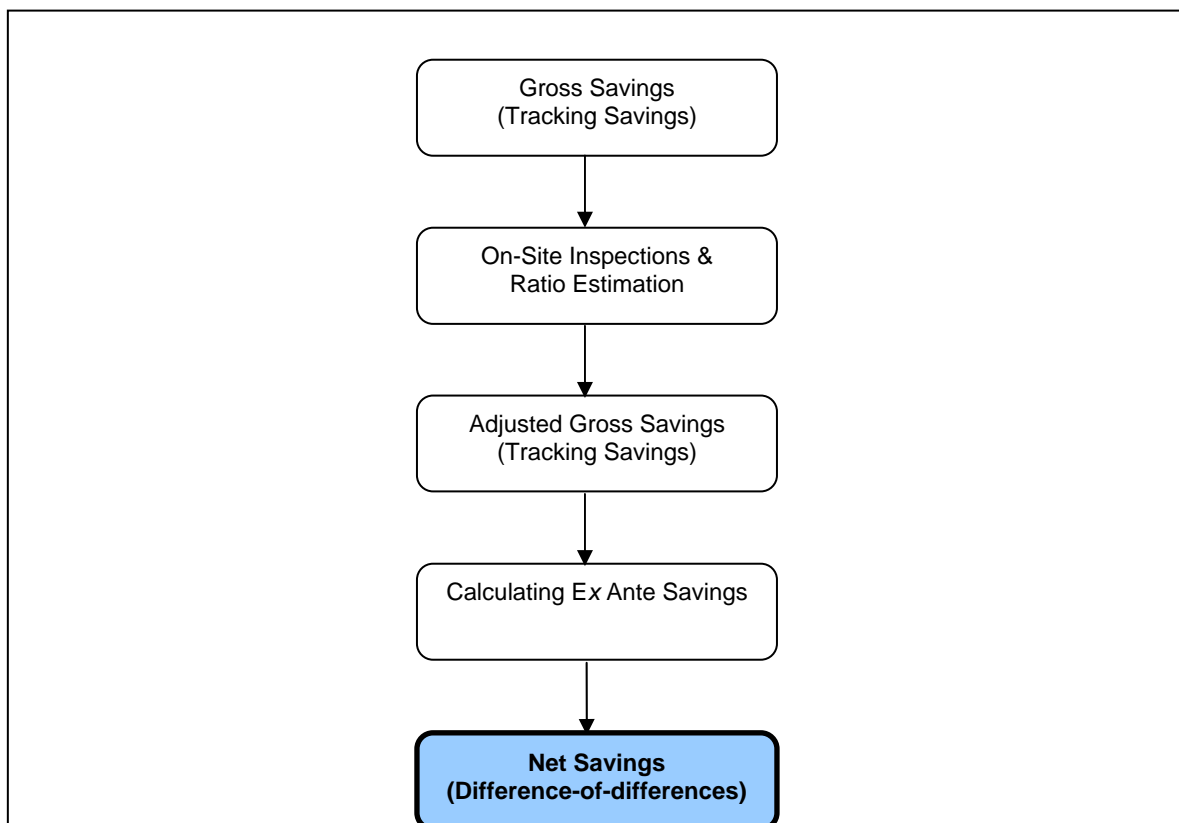 Gross Savings
(Tracking Savings)
On-Site Inspections &
Ratio Estimation
Adjusted Gross Savings
(Tracking Savings)
Calculating Ex Ante Savings
Net Savings
(Difference-of-differences)